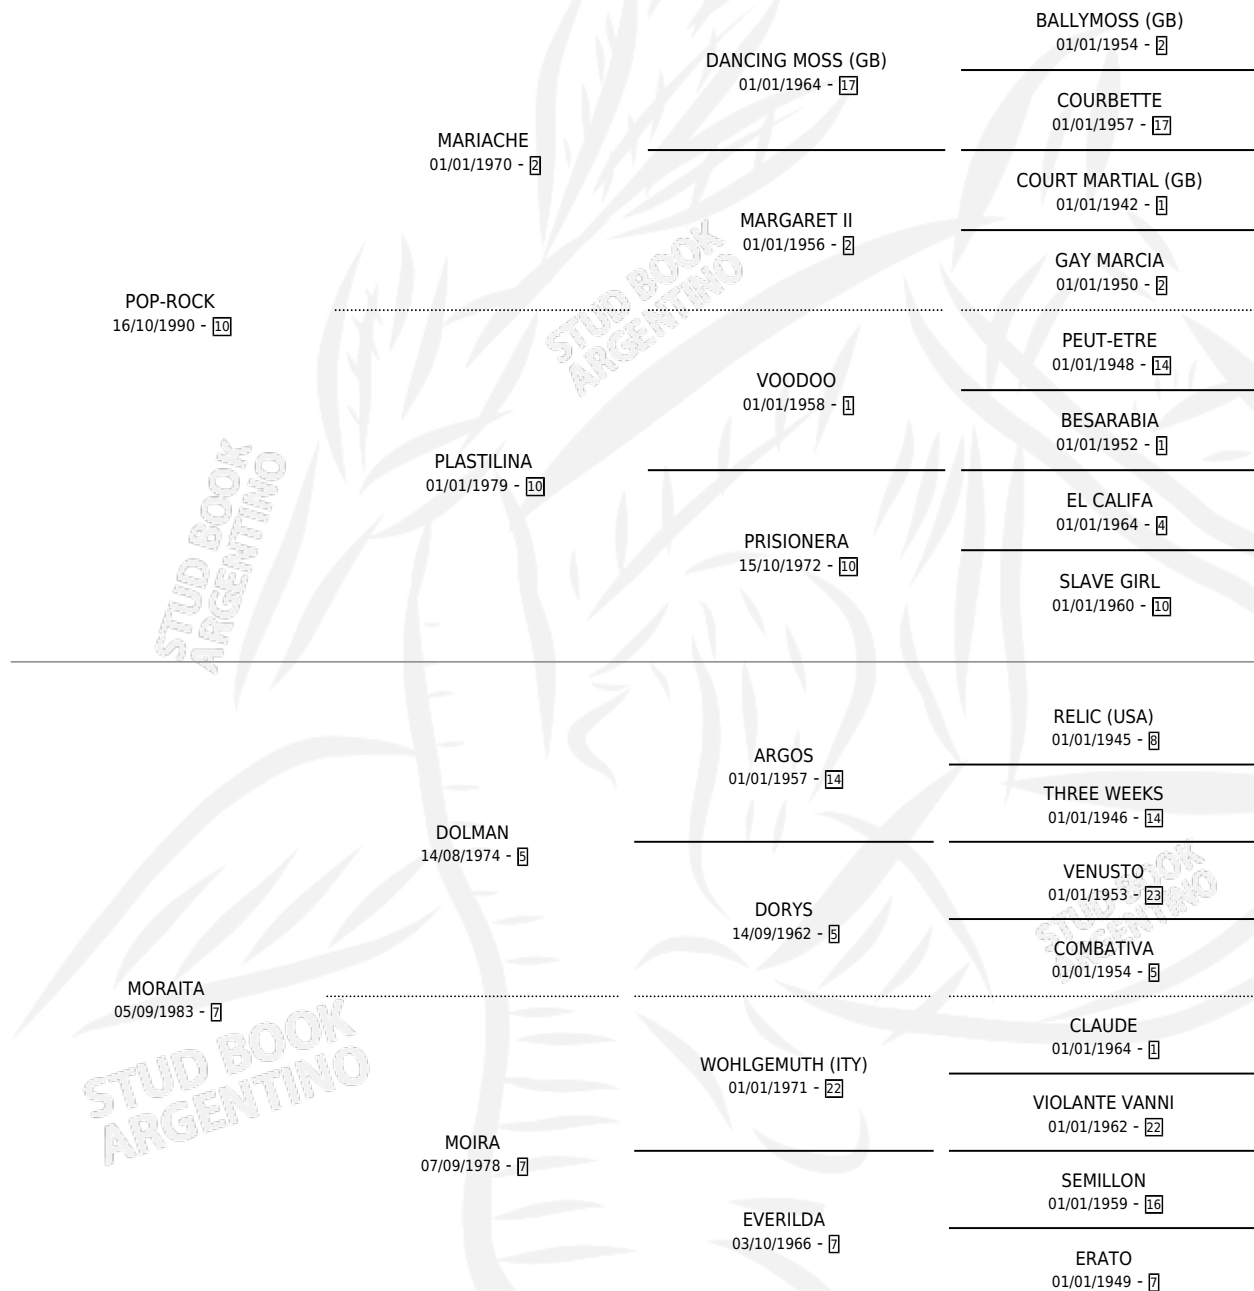 BALLYMOSS (GB)
01/01/1954 - 2
DANCING MOSS (GB)
01/01/1964 - 17
COURBETTE
01/01/1957 - 17
MARIACHE
01/01/1970 - 2
COURT MARTIAL (GB)
01/01/1942 - 1
MARGARET II
01/01/1956 - 2
GAY MARCIA
01/01/1950 - 2
POP-ROCK
16/10/1990 - 10
PEUT-ETRE
01/01/1948 - 14
VOODOO
01/01/1958 - 1
BESARABIA
01/01/1952 - 1
PLASTILINA
01/01/1979 - 10
EL CALIFA
01/01/1964 - 4
PRISIONERA
15/10/1972 - 10
SLAVE GIRL
01/01/1960 - 10
RELIC (USA)
01/01/1945 - 8
ARGOS
01/01/1957 - 14
THREE WEEKS
01/01/1946 - 14
DOLMAN
14/08/1974 - 5
VENUSTO
01/01/1953 - 23
DORYS
14/09/1962 - 5
COMBATIVA
01/01/1954 - 5
MORAITA
05/09/1983 - 7
CLAUDE
01/01/1964 - 1
WOHLGEMUTH (ITY)
01/01/1971 - 22
VIOLANTE VANNI
01/01/1962 - 22
MOIRA
07/09/1978 - 7
SEMILLON
01/01/1959 - 16
EVERILDA
03/10/1966 - 7
ERATO
01/01/1949 - 7
STUD BOOK
ARGENTINO
STUD BOOK
ARGENTINO
STUD BOOK
ARGENTINO
STUD BOOK
ARGENTINO